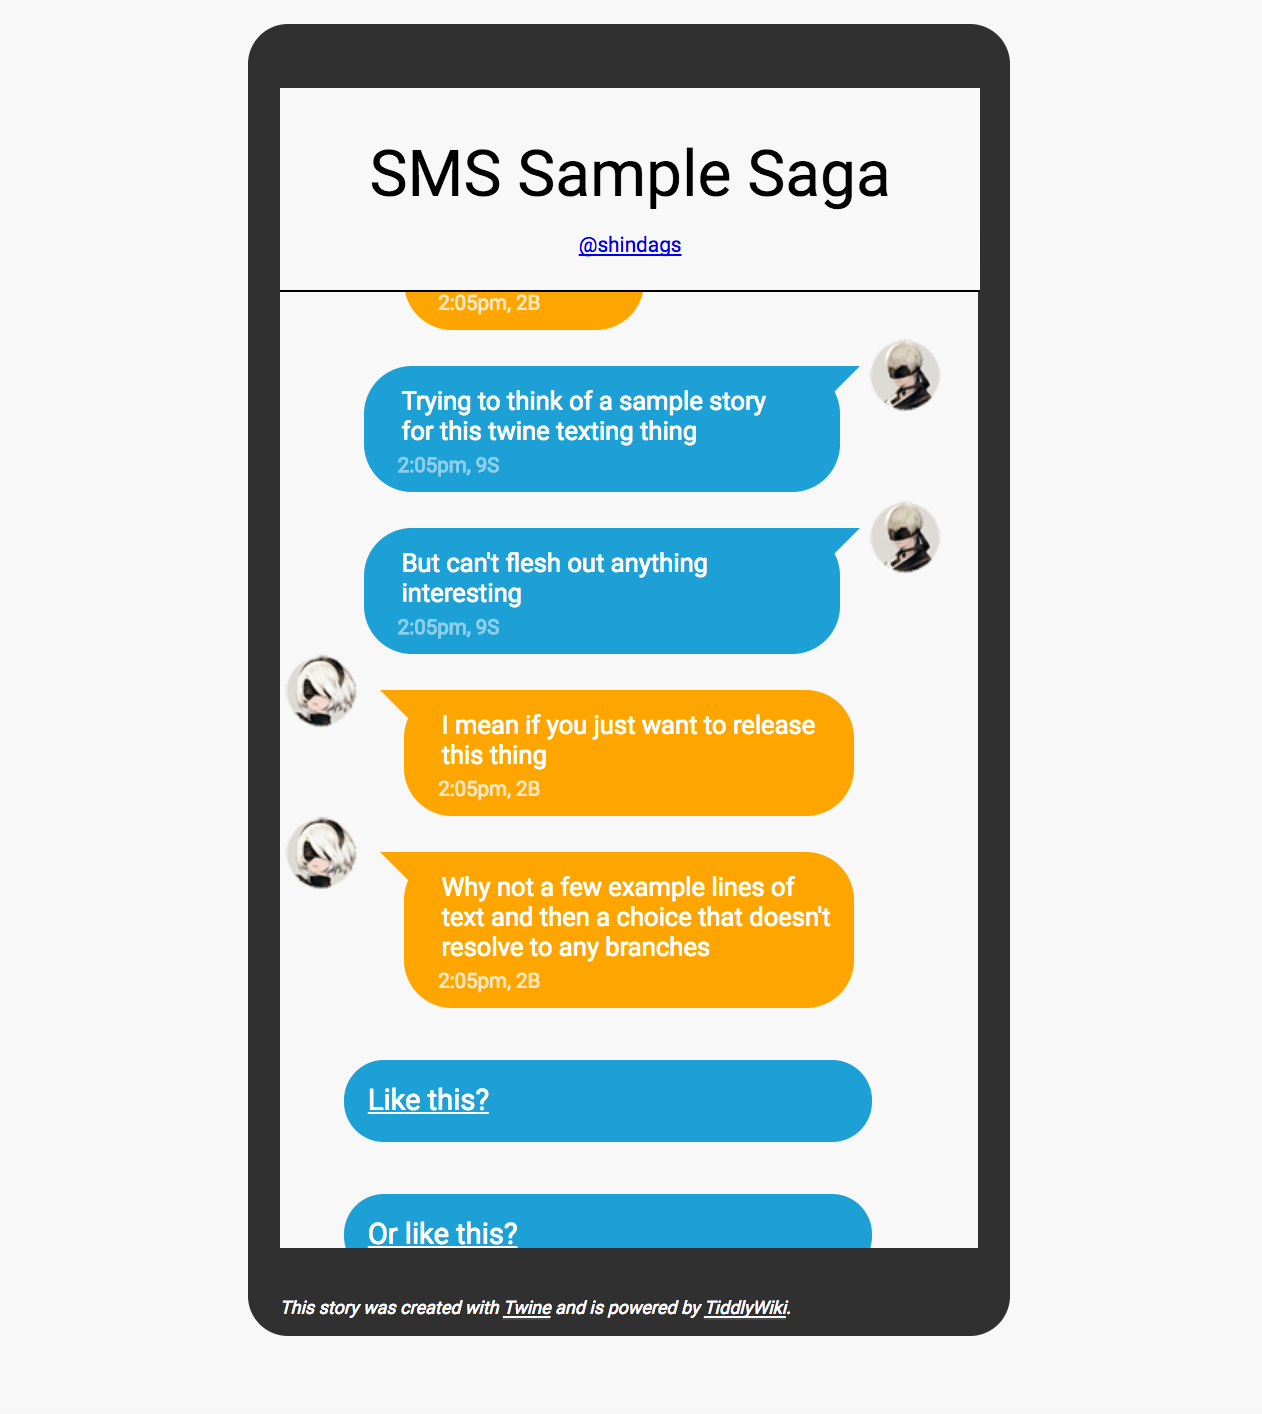 SMS Sample Saga
@shindags
2:05pm, 2B
Trying to think of a sample story
for this twine texting thing
2:05pm, 9S
But can't flesh out anything
interesting
2:05pm, 9S
I mean if you just want to release
this thing
2:05pm, 2B
Why not a few example lines of
text and then a choice that doesn't
resolve to any branches
2:05pm, 2B
Like this?
Or like this?
This story was created with Twine and is powered by TiddlyWiki.